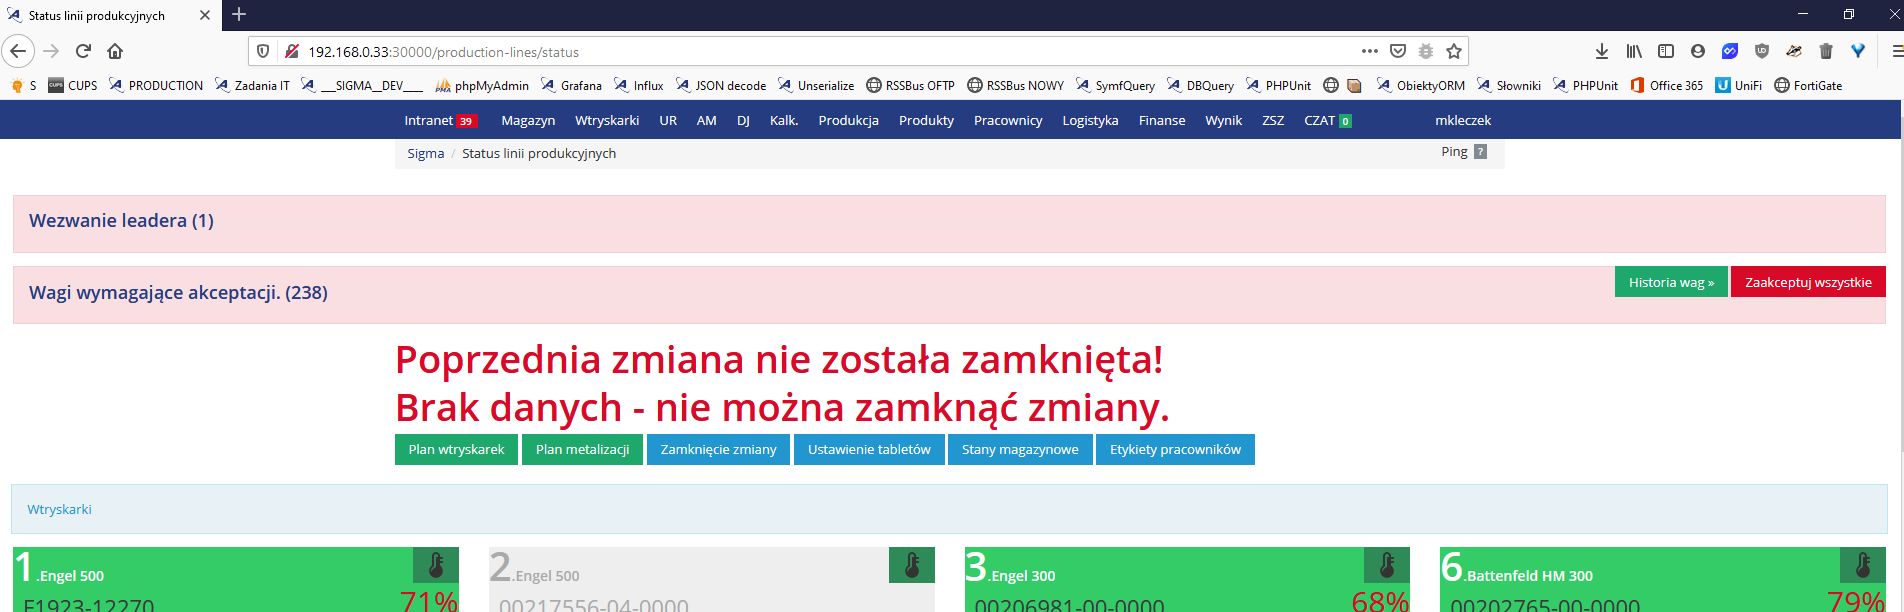 Status linii produkcyjnych
192.168.0.33:30000/production-lines/status
S CUPS PRODUCTION Zadania IT ___SIGMA__DEV____ phpMyAdmin Grafana Influx JSON decode Unserialize RSSBus OFTP RSSBus NOWY SymfQuery DBQuery PHPUnit ObiektyORM Słowniki PHPUnit Office 365 UniFi FortiGate
Intranet 39 Magazyn Wtryskarki UR AM DJ Kalk. Produkcja Produkty Pracownicy Logistyka Finanse Wynik ZSZ CZAT 0 mkleczek
Sigma / Status linii produkcyjnych Ping ?
Wezwanie leadera (1)
Wagi wymagające akceptacji. (238) Historia wag » Zaakceptuj wszystkie
Poprzednia zmiana nie została zamknięta!
Brak danych - nie można zamknąć zmiany.
Plan wtryskarek Plan metalizacji Zamknięcie zmiany Ustawienie tabletów Stany magazynowe Etykiety pracowników
Wtryskarki
1.Engel 500 2.Engel 500 3.Engel 300 6.Battenfeld HM 300
F1923-12270 71% 00217556-04-0000 00206981-00-0000 68% 00202765-00-0000 79%